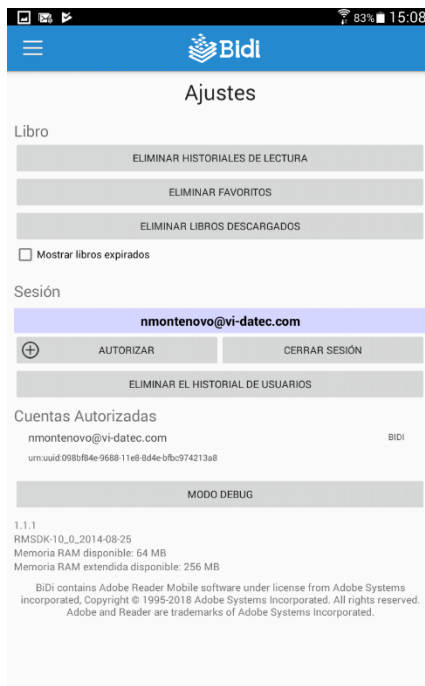 83% 15:08
Bidi
Ajustes
Libro
ELIMINAR HISTORIALES DE LECTURA
ELIMINAR FAVORITOS
ELIMINAR LIBROS DESCARGADOS
Mostrar libros expirados
Sesión
nmontenovo@vi-datec.com
AUTORIZAR CERRAR SESIÓN
ELIMINAR EL HISTORIAL DE USUARIOS
Cuentas Autorizadas
nmontenovo@vi-datec.com BIDI
urn:uuid:098bf84e-9688-11e8-8d4e-bfbc974213a8
MODO DEBUG
1.1.1
RMSDK-10_0_2014-08-25
Memoria RAM disponible: 64 MB
Memoria RAM extendida disponible: 256 MB
BiDi contains Adobe Reader Mobile software under license from Adobe Systems
incorporated, Copyright © 1995-2018 Adobe Systems Incorporated. All rights reserved.
Adobe and Reader are trademarks of Adobe Systems Incorporated.